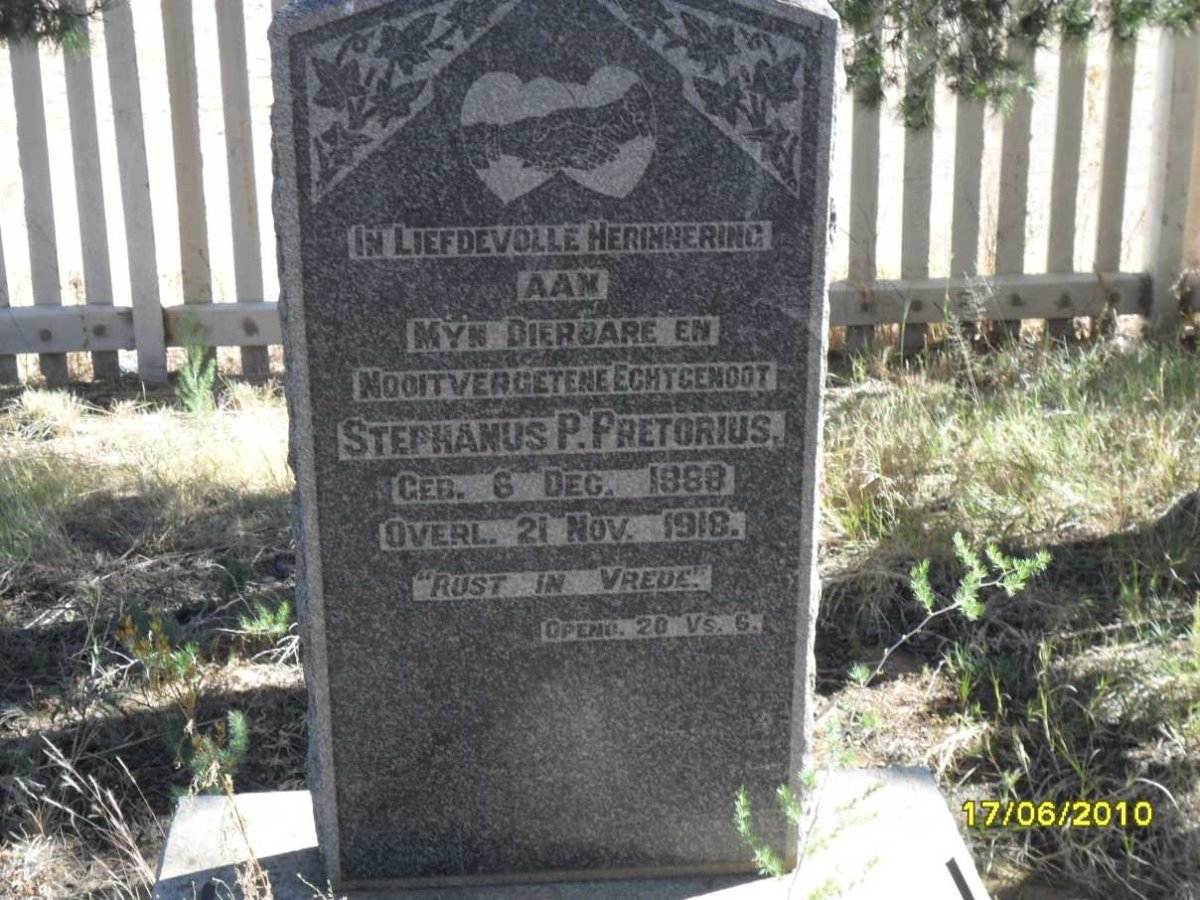 IN LIEFDEVOLLE HERINNERING
AAN
MYN DIERBARE EN
NOOITVERGETENE ECHTGENOOT
STEPHANUS P. PRETORIUS.
GEB. 6 DEC. 1888
OVERL. 21 NOV. 1918.
"RUST IN VREDE."
OPENB. 20 VS. 6.
17/06/2010